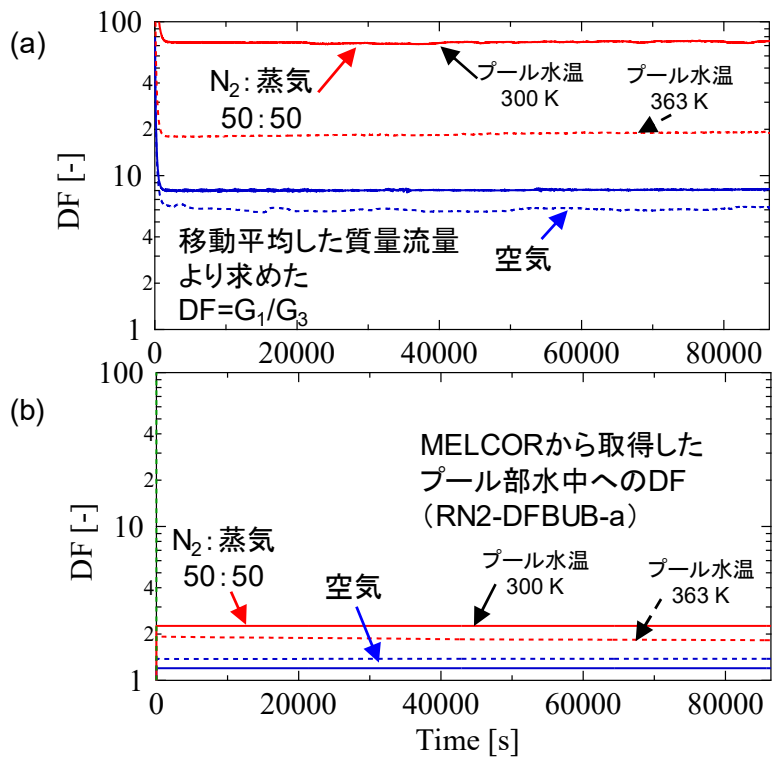 (a)
100
4
2
10
4
2
1
DF [-]
N₂：蒸気
50：50
プール水温
300 K
プール水温
363 K
移動平均した質量流量
より求めた
DF=G₁/G₃
空気
0
20000
40000
60000
80000
(b)
100
4
2
10
4
2
1
DF [-]
MELCORから取得した
プール部水中へのDF
（RN2-DFBUB-a）
N₂：蒸気
50：50
空気
プール水温
300 K
プール水温
363 K
0
20000
40000
60000
80000
Time [s]